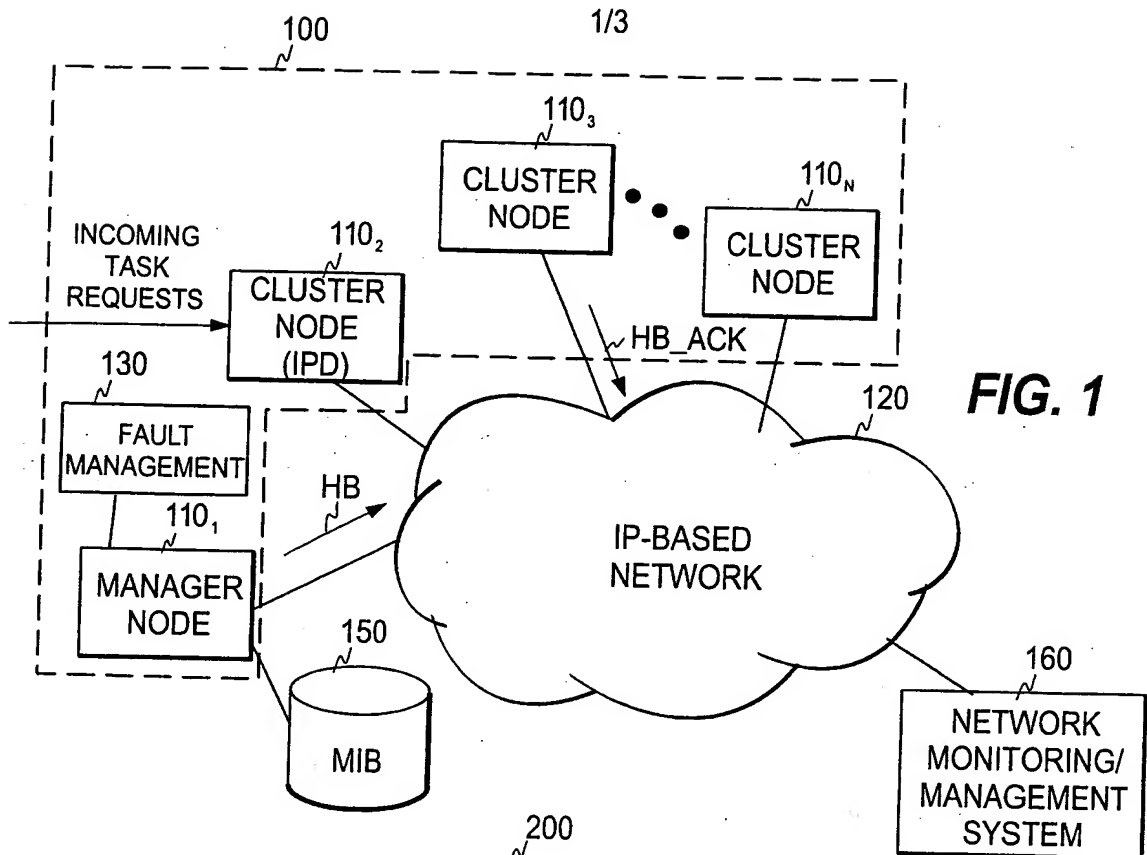 1/3
100
110₃
CLUSTER
NODE
110ₙ
CLUSTER
NODE
INCOMING
TASK
REQUESTS
110₂
CLUSTER
NODE
(IPD)
HB_ACK
130
FAULT
MANAGEMENT
120
FIG. 1
HB
110₁
MANAGER
NODE
IP-BASED
NETWORK
150
MIB
160
NETWORK
MONITORING/
MANAGEMENT
SYSTEM
200